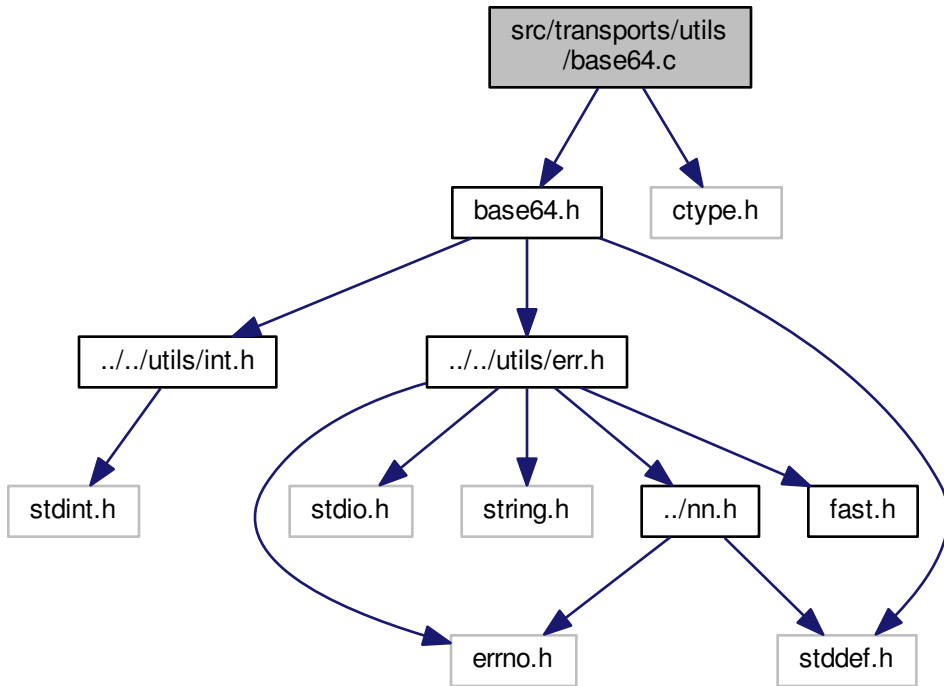 src/transports/utils
/base64.c
base64.h
ctype.h
../../utils/int.h
../../utils/err.h
stdint.h
stdio.h
string.h
../nn.h
fast.h
errno.h
stddef.h